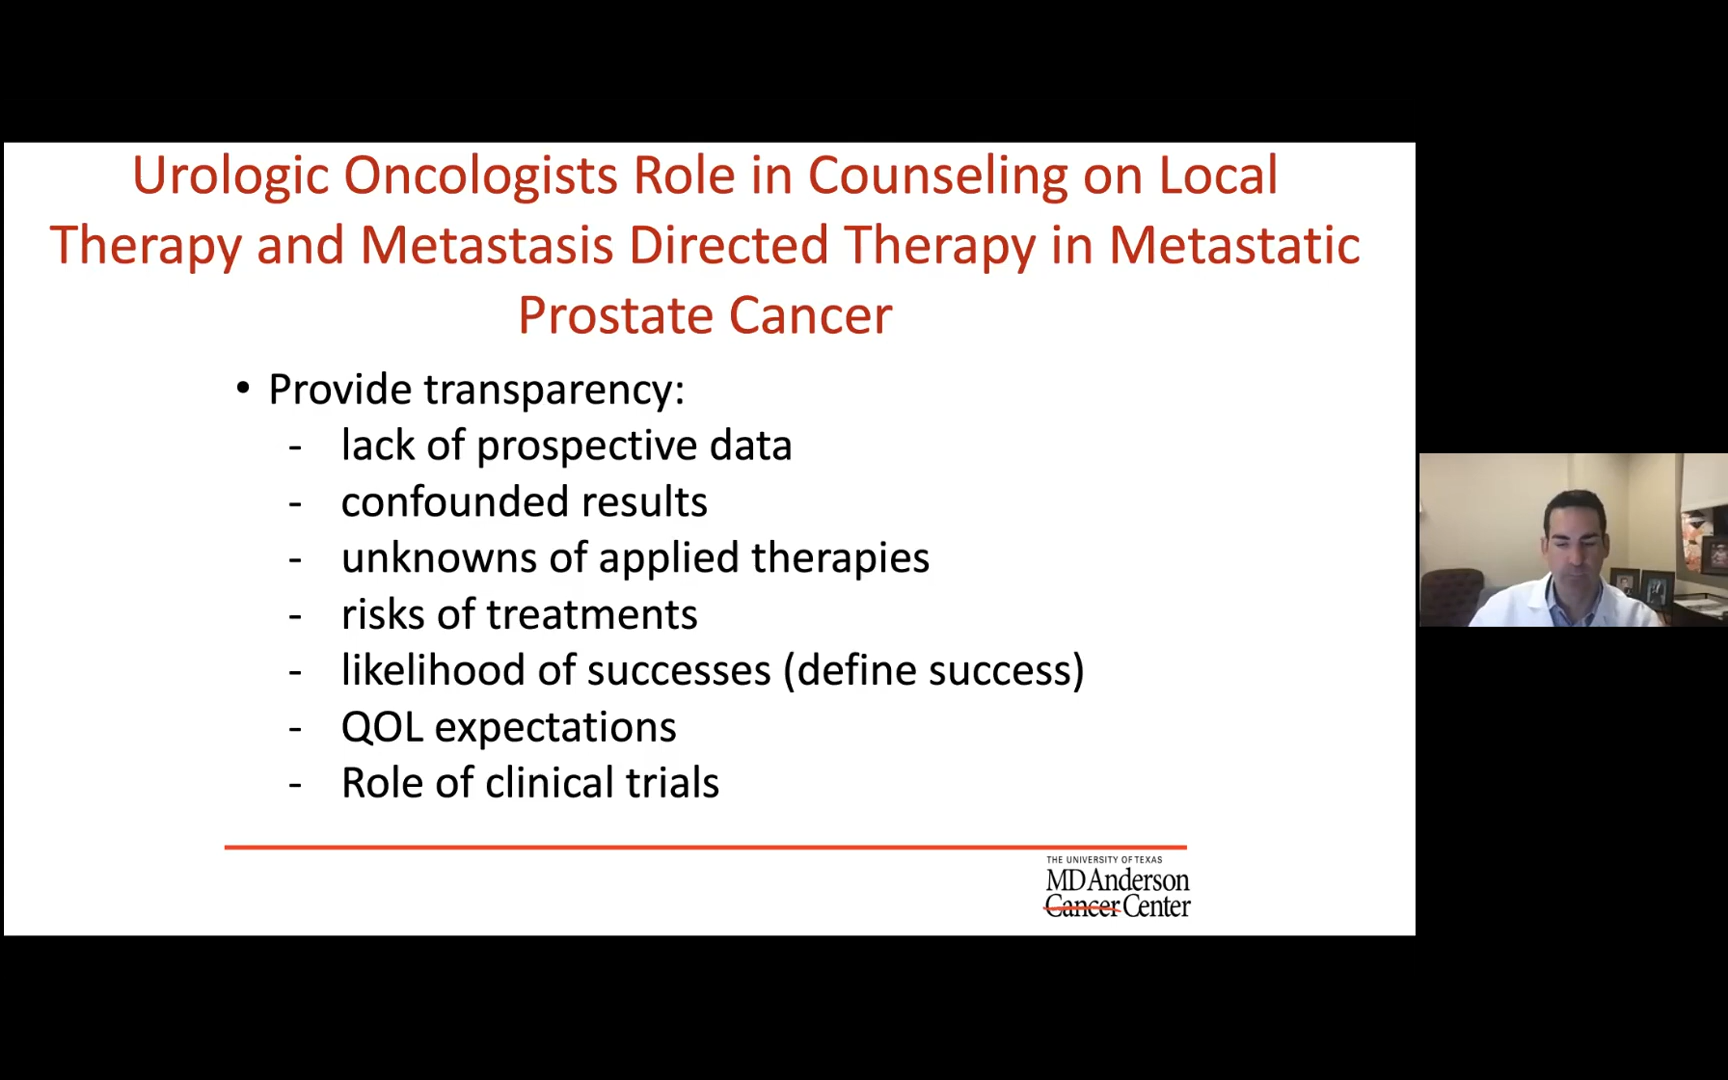 Urologic Oncologists Role in Counseling on Local
Therapy and Metastasis Directed Therapy in Metastatic
Prostate Cancer
• Provide transparency:
- lack of prospective data
- confounded results
- unknowns of applied therapies
- risks of treatments
- likelihood of successes (define success)
- QOL expectations
- Role of clinical trials
THE UNIVERSITY OF TEXAS
MD Anderson
Cancer Center